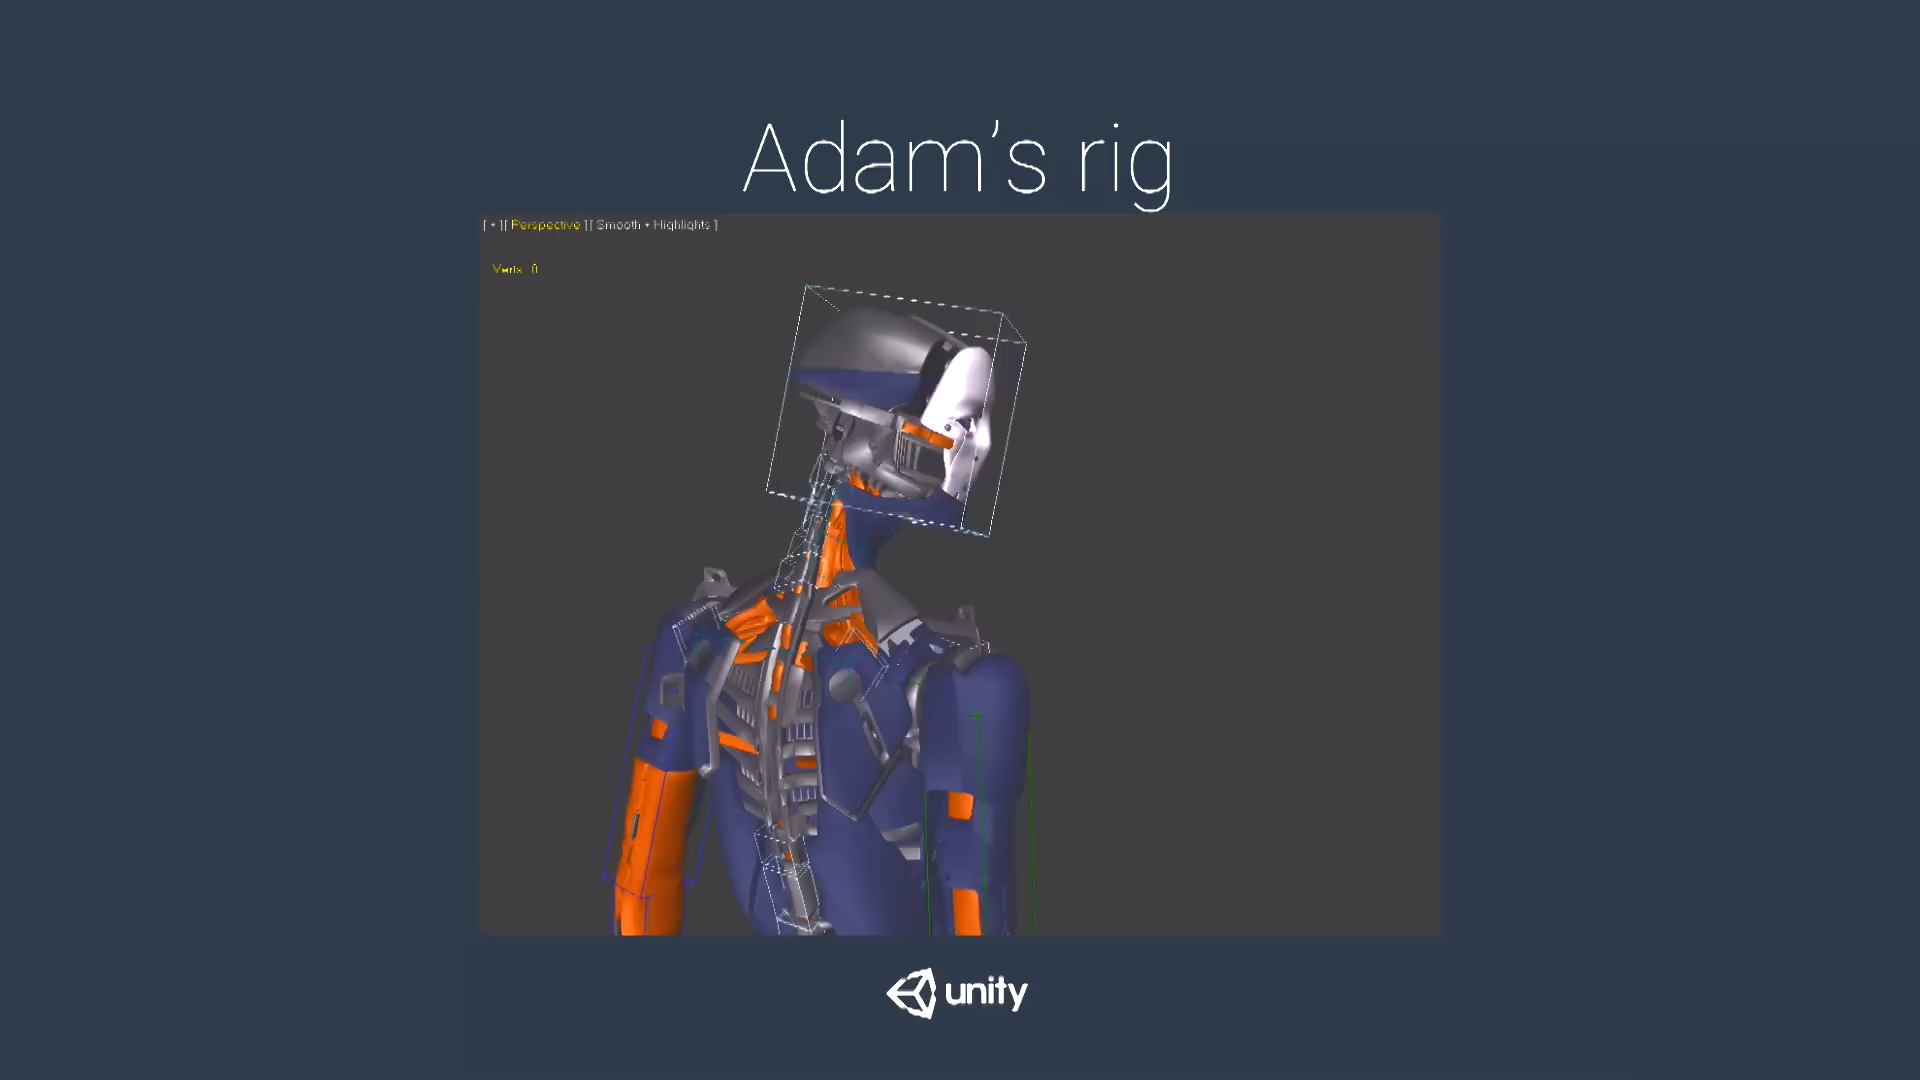 Adam’s rig
[ + ][ Perspective ][ Smooth + Highlights ]
Verts: 0
unity